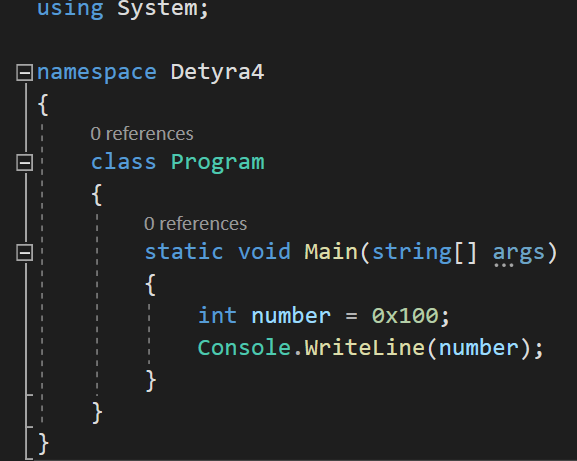 using System;
namespace Detyra4
{
0 references
class Program
{
0 references
static void Main(string[] args)
{
int number = 0x100;
Console.WriteLine(number);
}
}
}